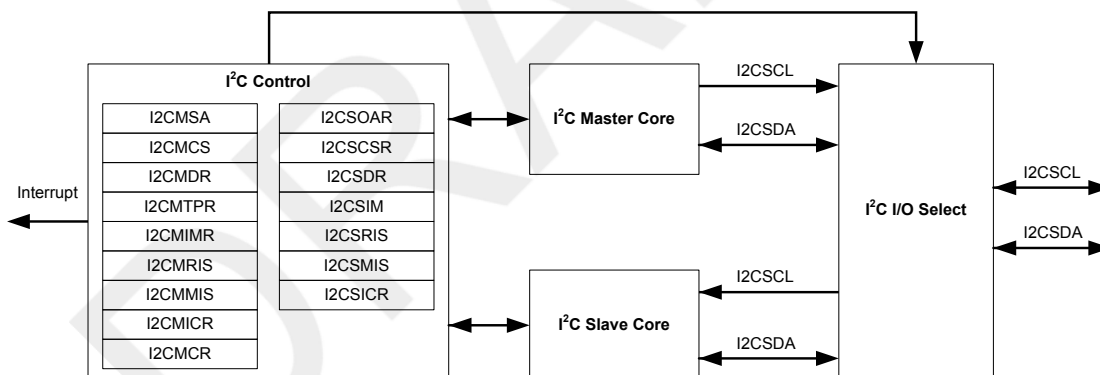 I²C Control
I2CMSA
I2CMCS
I2CMDR
I2CMTPR
I2CMIMR
I2CMRIS
I2CMMIS
I2CMICR
I2CMCR
I2CSOAR
I2CSCSR
I2CSDR
I2CSIM
I2CSRIS
I2CSMIS
I2CSICR
Interrupt
I²C Master Core
I2CSCL
I2CSDA
I²C Slave Core
I2CSCL
I2CSDA
I²C I/O Select
I2CSCL
I2CSDA